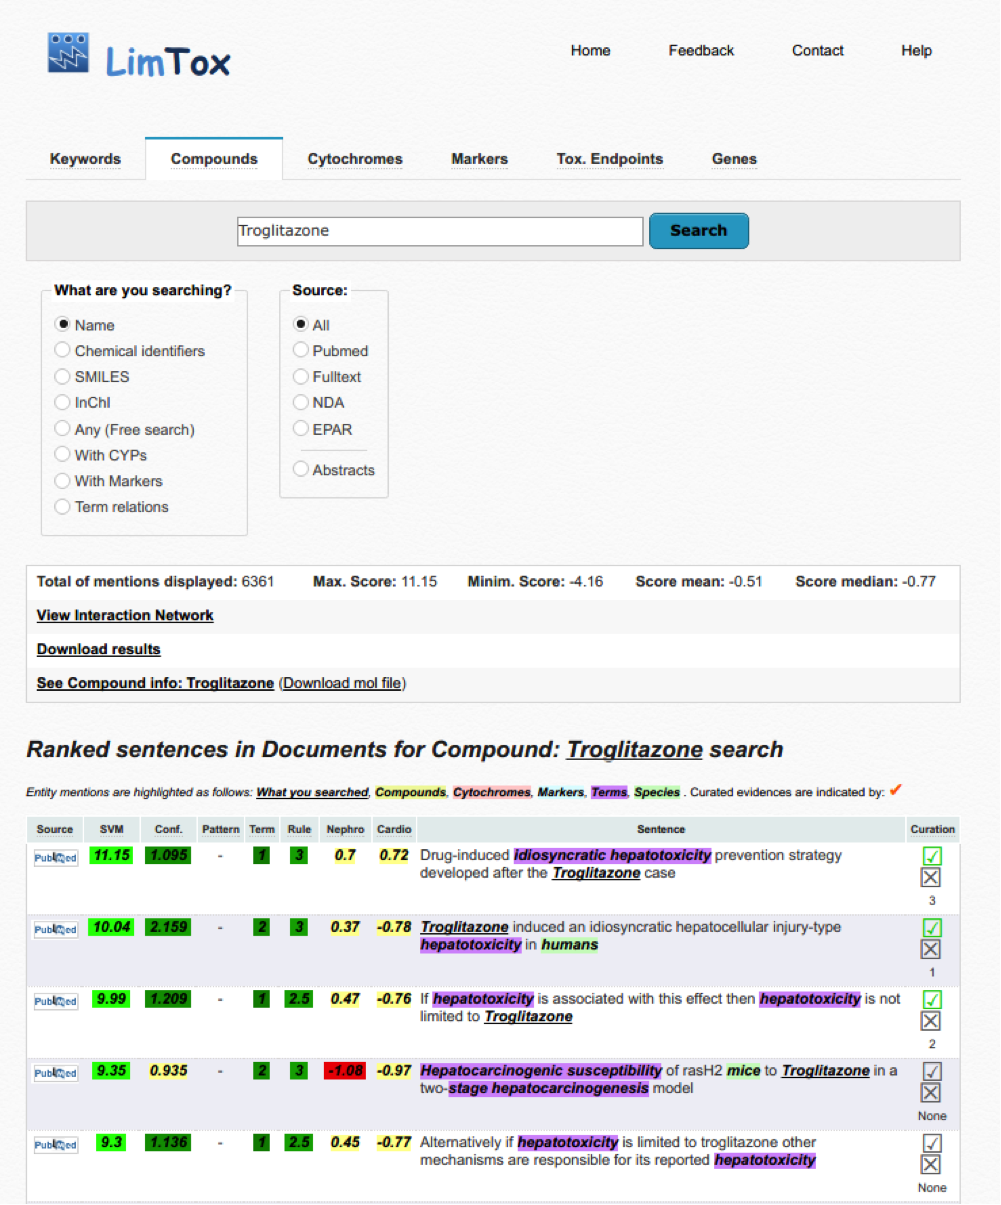 LimTox
Home Feedback Contact Help
Keywords Compounds Cytochromes Markers Tox. Endpoints Genes
Troglitazone Search
What are you searching?
Name
Chemical identifiers
SMILES
InChI
Any (Free search)
With CYPs
With Markers
Term relations
Source:
All
Pubmed
Fulltext
NDA
EPAR
Abstracts
Total of mentions displayed: 6361 Max. Score: 11.15 Minim. Score: -4.16 Score mean: -0.51 Score median: -0.77
View Interaction Network
Download results
See Compound info: Troglitazone (Download mol file)
Ranked sentences in Documents for Compound: Troglitazone search
Entity mentions are highlighted as follows: What you searched, Compounds, Cytochromes, Markers, Terms, Species . Curated evidences are indicated by: ✔
Source SVM Conf. Pattern Term Rule Nephro Cardio Sentence Curation
PubMed 11.15 1.095 - 1 3 0.7 0.72 Drug-induced idiosyncratic hepatotoxicity prevention strategy
developed after the Troglitazone case
3
PubMed 10.04 2.159 - 2 3 0.37 -0.78 Troglitazone induced an idiosyncratic hepatocellular injury-type
hepatotoxicity in humans
1
PubMed 9.99 1.209 - 1 2.5 0.47 -0.76 If hepatotoxicity is associated with this effect then hepatotoxicity is not
limited to Troglitazone
2
PubMed 9.35 0.935 - 2 3 -1.08 -0.97 Hepatocarcinogenic susceptibility of rasH2 mice to Troglitazone in a
two-stage hepatocarcinogenesis model
None
PubMed 9.3 1.136 - 1 2.5 0.45 -0.77 Alternatively if hepatotoxicity is limited to troglitazone other
mechanisms are responsible for its reported hepatotoxicity
None